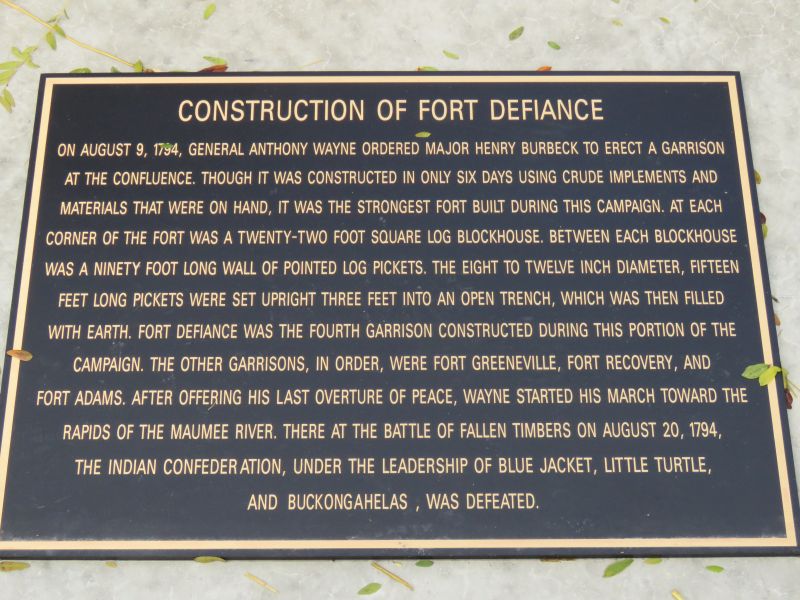 CONSTRUCTION OF FORT DEFIANCE
ON AUGUST 9, 1794, GENERAL ANTHONY WAYNE ORDERED MAJOR HENRY BURBECK TO ERECT A GARRISON
AT THE CONFLUENCE. THOUGH IT WAS CONSTRUCTED IN ONLY SIX DAYS USING CRUDE IMPLEMENTS AND
MATERIALS THAT WERE ON HAND, IT WAS THE STRONGEST FORT BUILT DURING THIS CAMPAIGN. AT EACH
CORNER OF THE FORT WAS A TWENTY-TWO FOOT SQUARE LOG BLOCKHOUSE. BETWEEN EACH BLOCKHOUSE
WAS A NINETY FOOT LONG WALL OF POINTED LOG PICKETS. THE EIGHT TO TWELVE INCH DIAMETER, FIFTEEN
FEET LONG PICKETS WERE SET UPRIGHT THREE FEET INTO AN OPEN TRENCH, WHICH WAS THEN FILLED
WITH EARTH. FORT DEFIANCE WAS THE FOURTH GARRISON CONSTRUCTED DURING THIS PORTION OF THE
CAMPAIGN. THE OTHER GARRISONS, IN ORDER, WERE FORT GREENEVILLE, FORT RECOVERY, AND
FORT ADAMS. AFTER OFFERING HIS LAST OVERTURE OF PEACE, WAYNE STARTED HIS MARCH TOWARD THE
RAPIDS OF THE MAUMEE RIVER. THERE AT THE BATTLE OF FALLEN TIMBERS ON AUGUST 20, 1794,
THE INDIAN CONFEDERATION, UNDER THE LEADERSHIP OF BLUE JACKET, LITTLE TURTLE,
AND BUCKONGAHELAS , WAS DEFEATED.